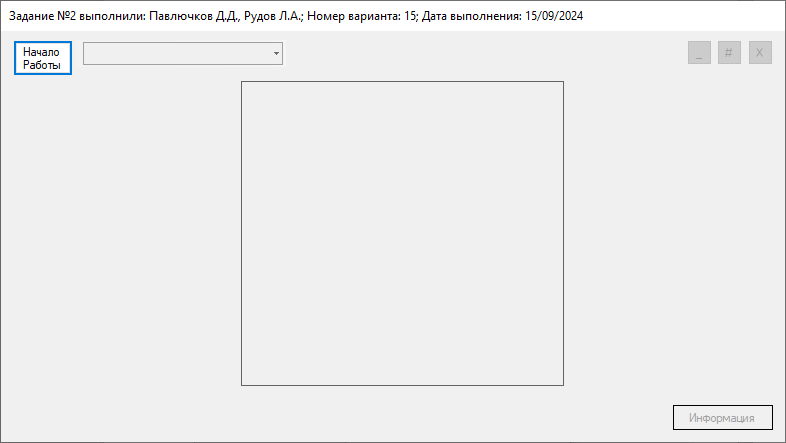 Задание №2 выполнили: Павлючков Д.Д., Рудов Л.А.; Номер варианта: 15; Дата выполнения: 15/09/2024
Начало
Работы
_
#
X
Информация